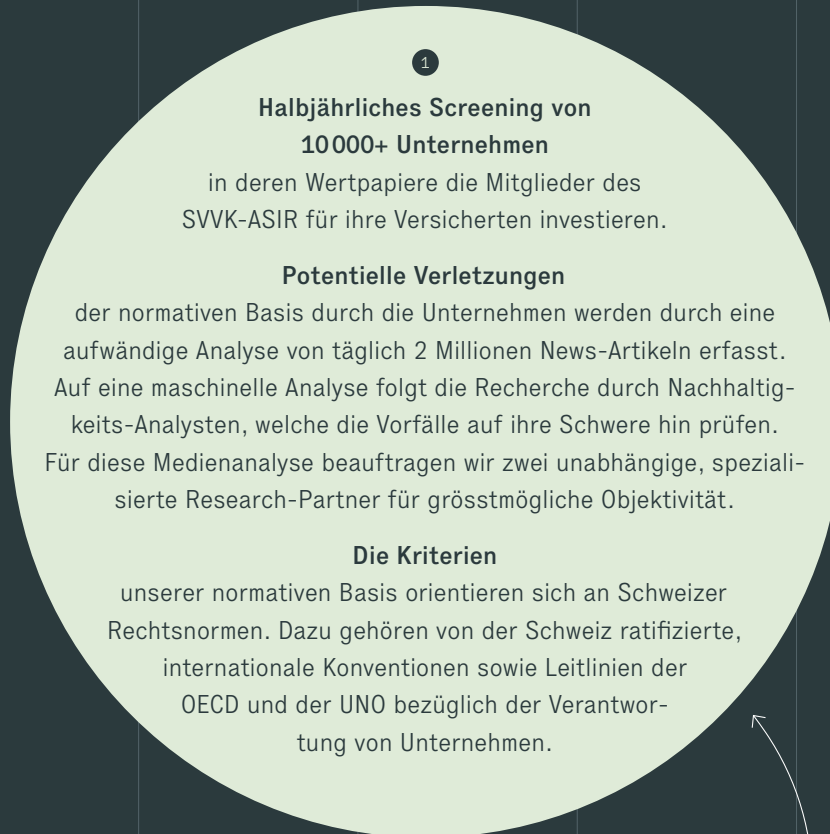 1
Halbjährliches Screening von
10 000+ Unternehmen
in deren Wertpapiere die Mitglieder des
SVVK-ASIR für ihre Versicherten investieren.
Potentielle Verletzungen
der normativen Basis durch die Unternehmen werden durch eine
aufwändige Analyse von täglich 2 Millionen News-Artikeln erfasst.
Auf eine maschinelle Analyse folgt die Recherche durch Nachhaltig-
keits-Analysten, welche die Vorfälle auf ihre Schwere hin prüfen.
Für diese Medienanalyse beauftragen wir zwei unabhängige, speziali-
sierte Research-Partner für grösstmögliche Objektivität.
Die Kriterien
unserer normativen Basis orientieren sich an Schweizer
Rechtsnormen. Dazu gehören von der Schweiz ratifizierte,
internationale Konventionen sowie Leitlinien der
OECD und der UNO bezüglich der Verantwor-
tung von Unternehmen.